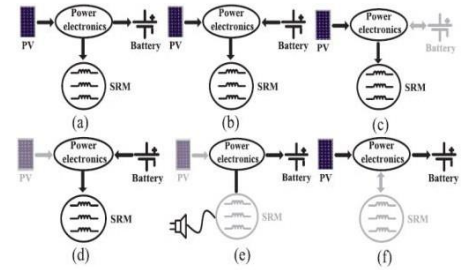 Power
electronics
PV
Battery
SRM
(a)
Power
electronics
PV
Battery
SRM
(b)
Power
electronics
PV
Battery
SRM
(c)
Power
electronics
PV
Battery
SRM
(d)
Power
electronics
PV
Battery
SRM
(e)
Power
electronics
PV
Battery
SRM
(f)